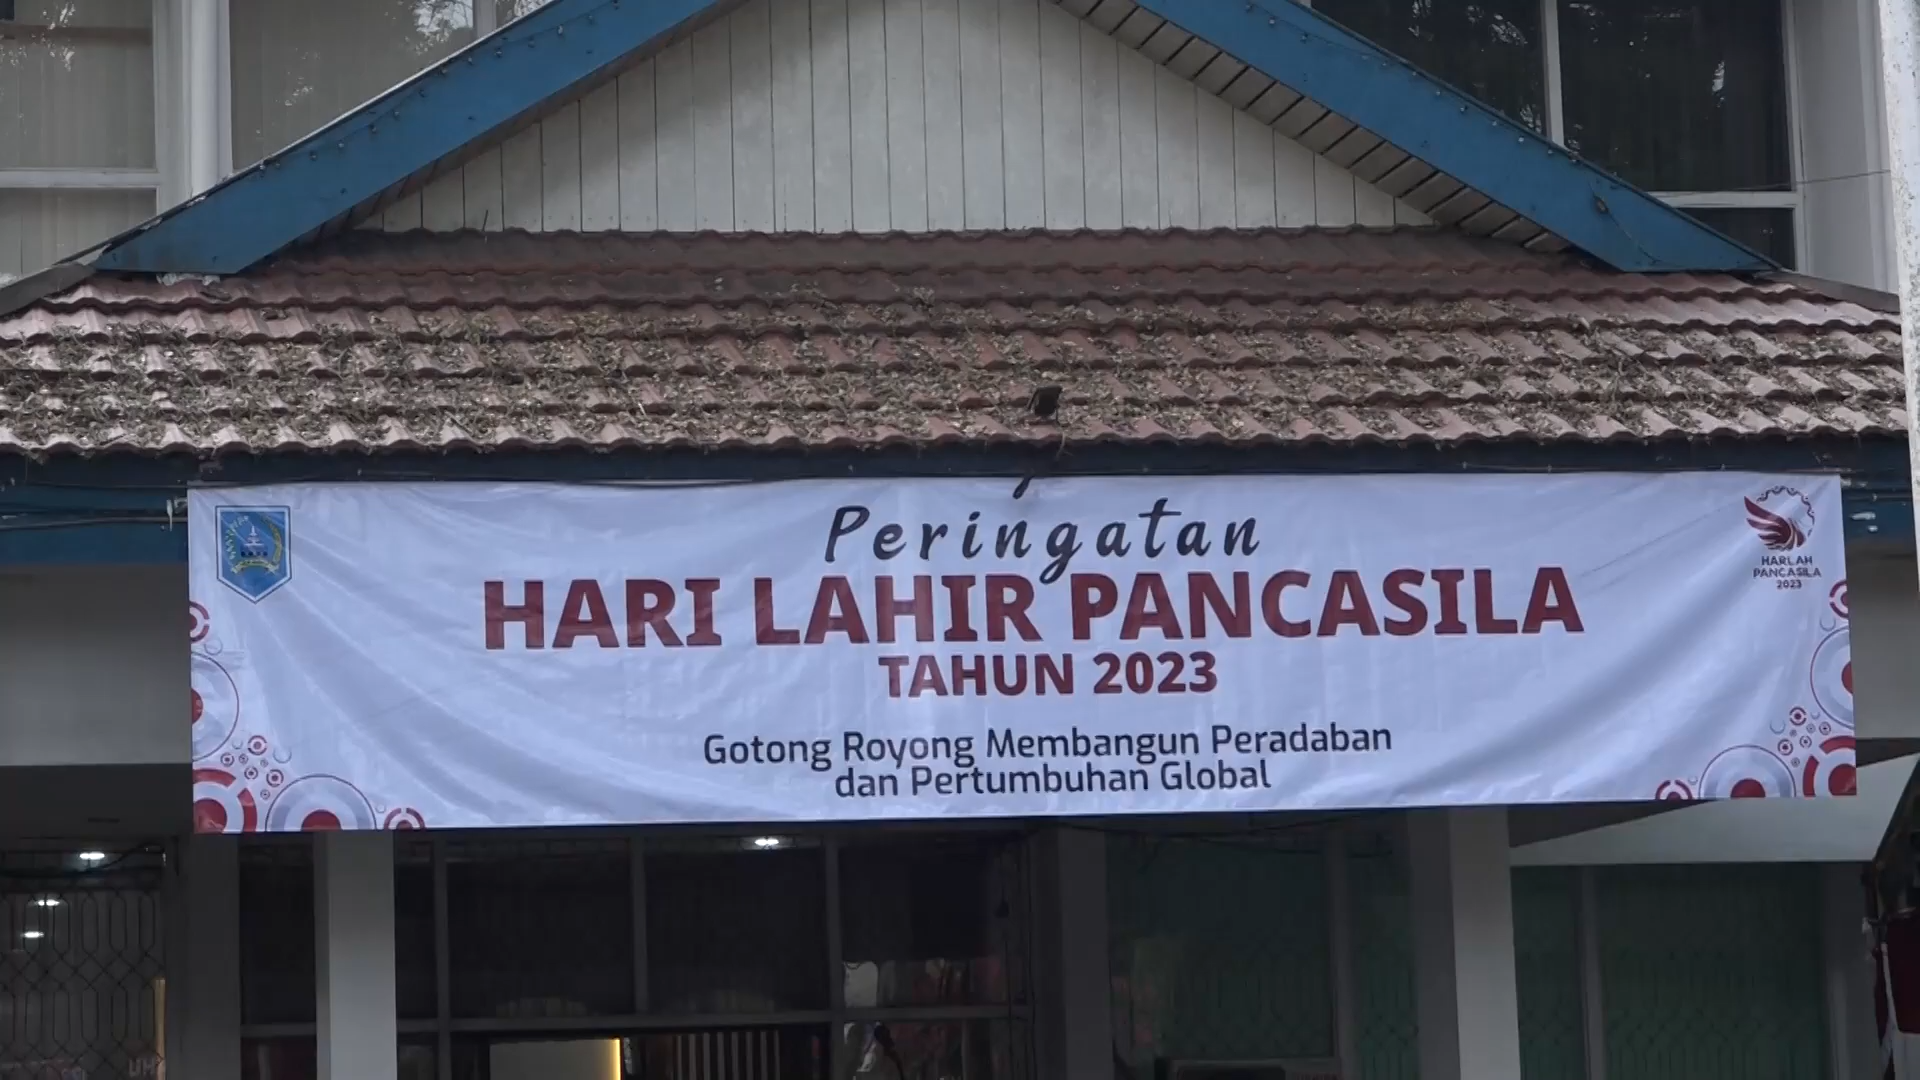 Peringatan
HARI LAHIR PANCASILA
TAHUN 2023
Gotong Royong Membangun Peradaban
dan Pertumbuhan Global
HARLAH
PANCASILA
2023